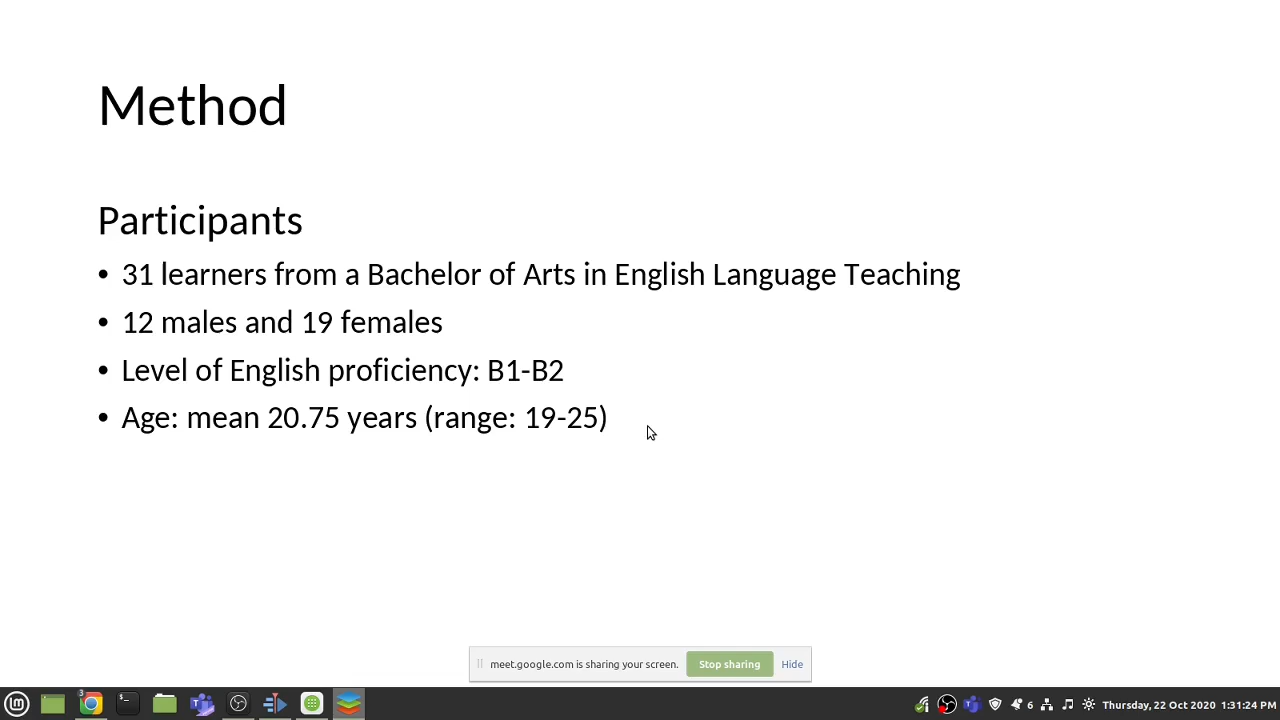 Method
Participants
• 31 learners from a Bachelor of Arts in English Language Teaching
• 12 males and 19 females
• Level of English proficiency: B1-B2
• Age: mean 20.75 years (range: 19-25)
meet.google.com is sharing your screen. Stop sharing Hide
3
6 Thursday, 22 Oct 2020 1:31:24 PM